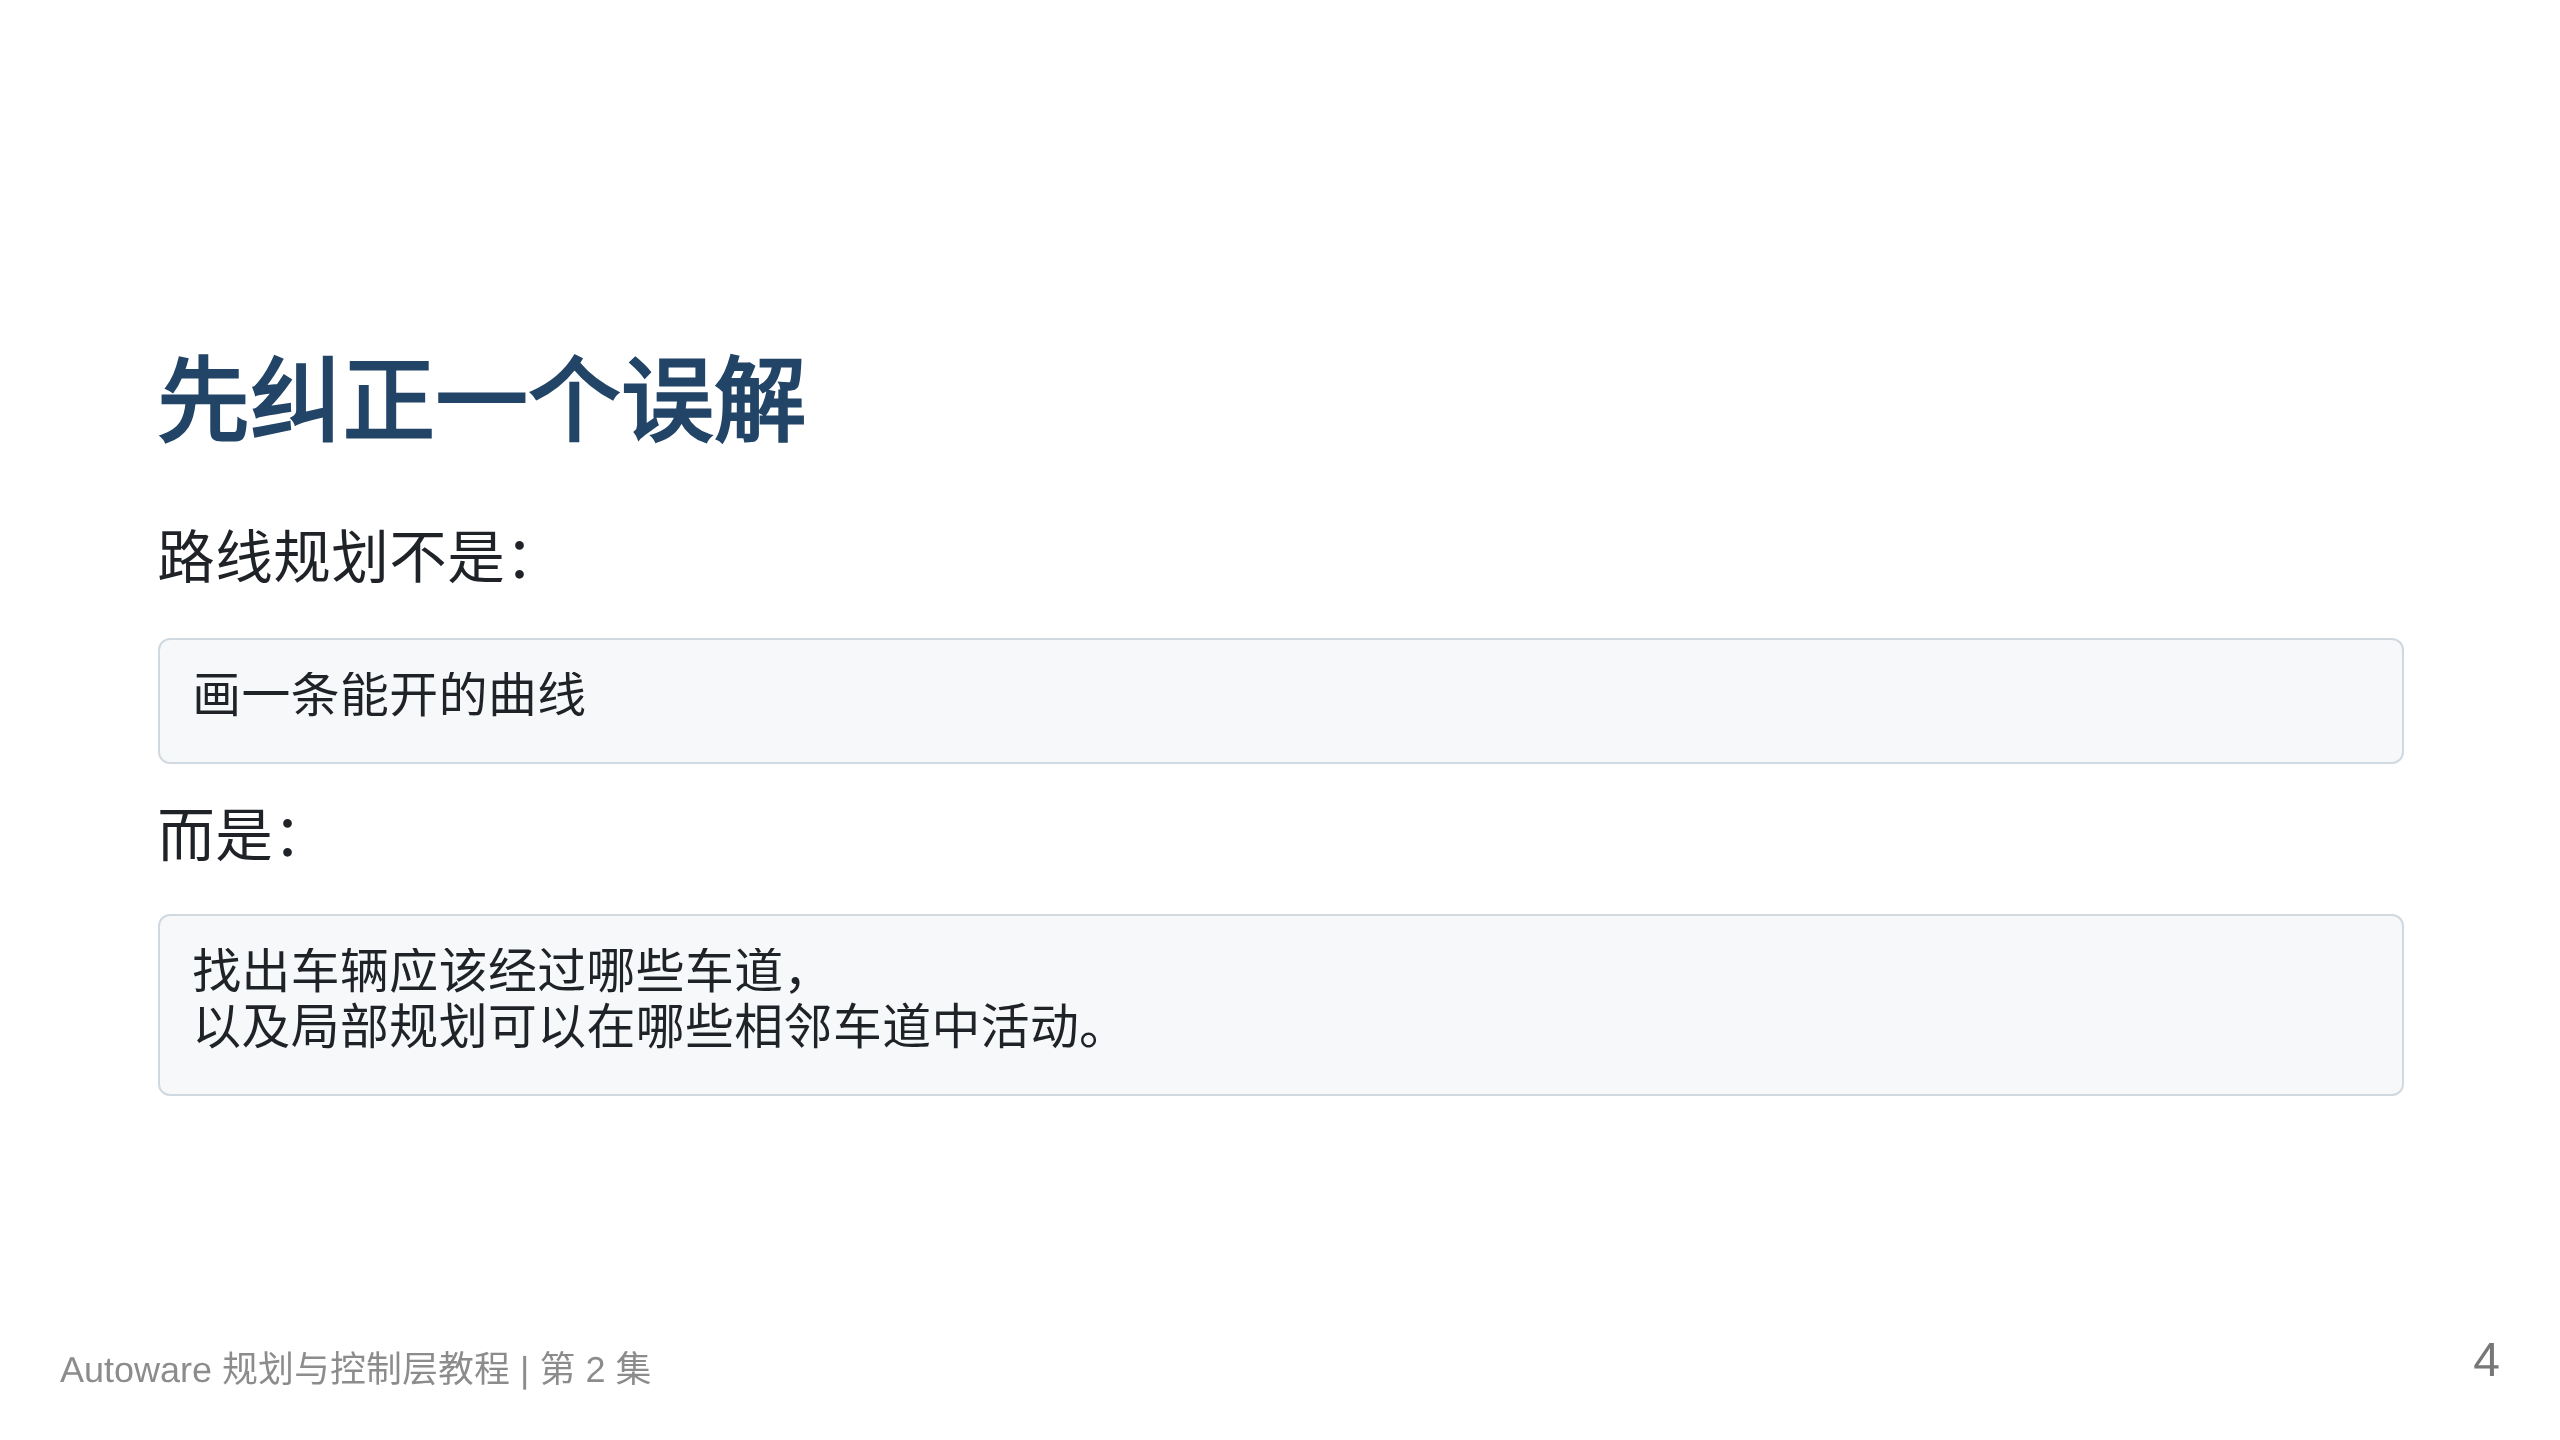 先纠正一个误解
路线规划不是：
画一条能开的曲线
而是：
找出车辆应该经过哪些车道，
以及局部规划可以在哪些相邻车道中活动。
Autoware 规划与控制层教程 | 第 2 集
4